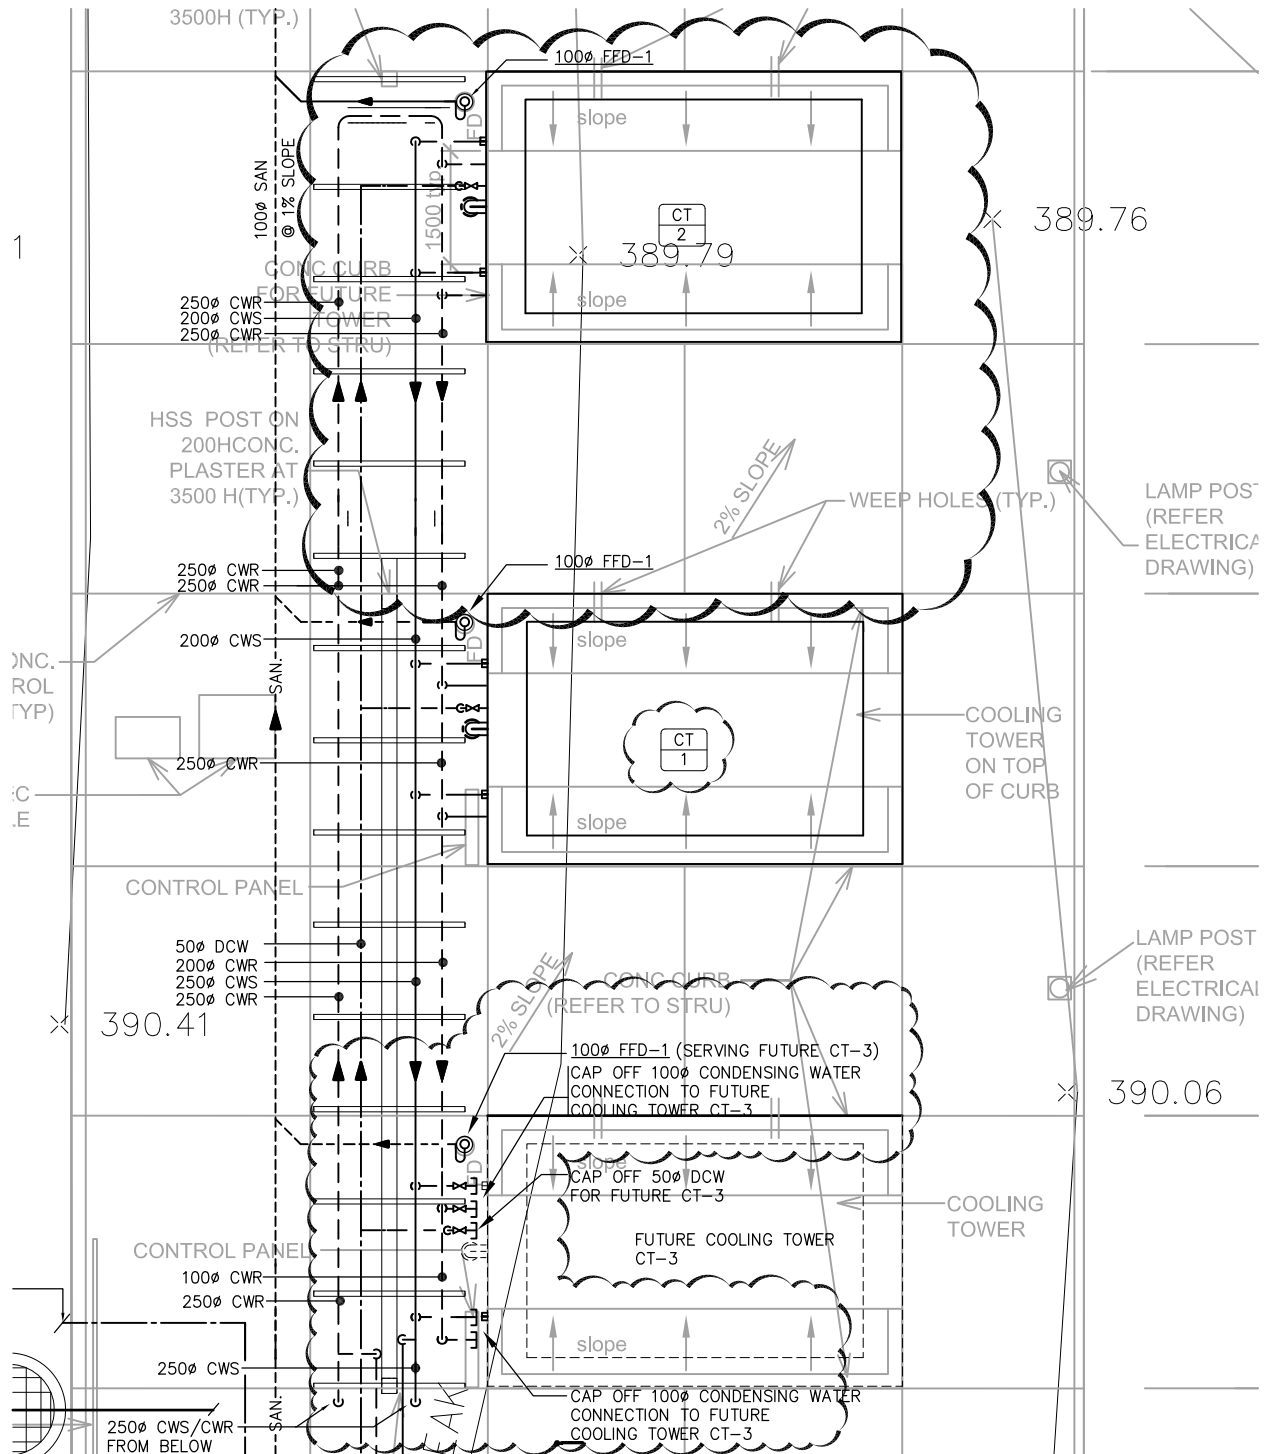 3500H (TYP.)
100ø FFD-1
slope
FD
100ø SAN
@ 1% SLOPE
1500 typ
CT
2
389.76
389.79
1
CONC CURB
FOR FUTURE
TOWER
(REFER TO STRU)
250ø CWR
200ø CWS
250ø CWR
slope
HSS POST ON
200HCONC.
PLASTER AT
3500 H(TYP.)
2% SLOPE
WEEP HOLES (TYP.)
LAMP POST
(REFER
ELECTRICA
DRAWING)
250ø CWR
250ø CWR
100ø FFD-1
200ø CWS
slope
FD
ONC.
ROL
TYP)
SAN.
CT
1
COOLING
TOWER
ON TOP
OF CURB
250ø CWR
C
.E
slope
CONTROL PANEL
50ø DCW
200ø CWR
250ø CWS
250ø CWR
2% SLOPE
CONC CURB
(REFER TO STRU)
LAMP POST
(REFER
ELECTRICAL
DRAWING)
390.41
100ø FFD-1 (SERVING FUTURE CT-3)
CAP OFF 100ø CONDENSING WATER
CONNECTION TO FUTURE
COOLING TOWER CT-3
390.06
FD
slope
CAP OFF 50ø DCW
FOR FUTURE CT-3
COOLING
TOWER
FUTURE COOLING TOWER
CT-3
CONTROL PANEL
100ø CWR
250ø CWR
slope
250ø CWS
CAP OFF 100ø CONDENSING WATER
CONNECTION TO FUTURE
COOLING TOWER CT-3
SAN.
250ø CWS/CWR
FROM BELOW
EAK